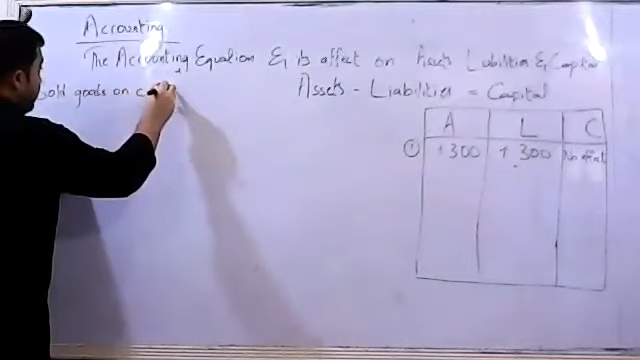 Accounting
The Accounting Equation & its affect on Assets Liabilities & Capital
Sold goods on c
Assets - Liabilities = Capital
A L C
① +300 + 300 No effect